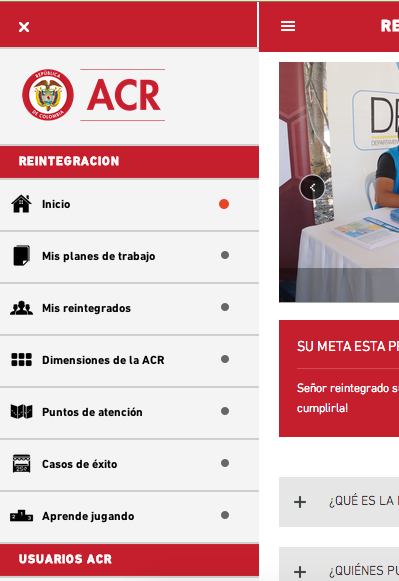 REPÚBLICA
DE COLOMBIA
ACR
REINTEGRACION
Inicio
Mis planes de trabajo
Mis reintegrados
Dimensiones de la ACR
Puntos de atención
Casos de éxito
Aprende jugando
USUARIOS ACR
RE
DE
SU META ESTA
Señor reintegrado
cumplirla!
¿QUÉ ES LA
¿QUIÉNES